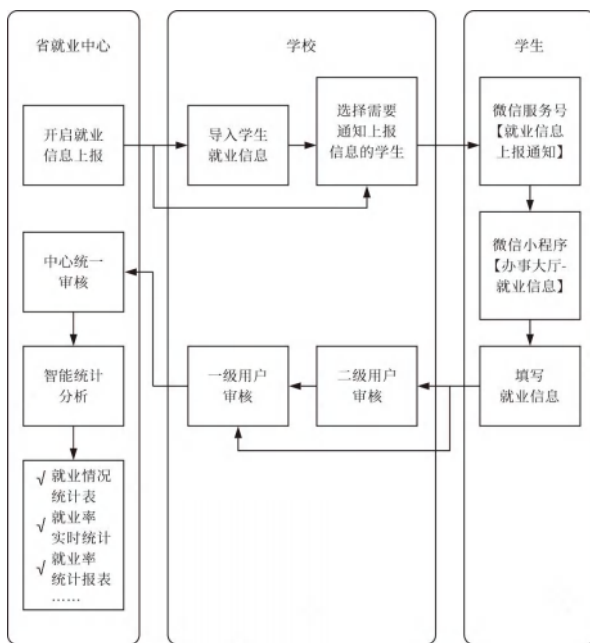 省就业中心
学校
学生
开启就业
信息上报
导入学生
就业信息
选择需要
通知上报
信息的学生
微信服务号
【就业信息
上报通知】
微信小程序
【办事大厅-
就业信息】
填写
就业信息
二级用户
审核
一级用户
审核
中心统一
审核
智能统计
分析
√ 就业情况
统计表
√ 就业率
实时统计
√ 就业率
统计报表
……